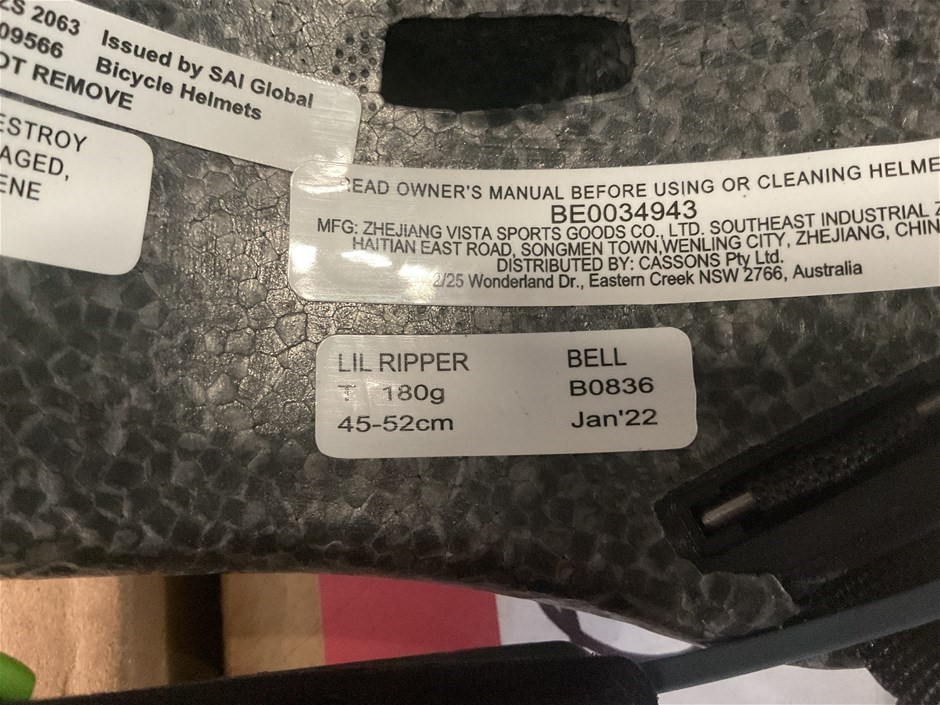 2063
09566
REMOVE
Issued by SAI Global
Bicycle Helmets
ESTROY
AGED,
ENE
READ OWNER'S MANUAL BEFORE USING OR CLEANING HELME
BE0034943
MFG: ZHEJIANG VISTA SPORTS GOODS CO., LTD. SOUTHEAST INDUSTRIAL Z
HAITIAN EAST ROAD, SONGMEN TOWN,WENLING CITY, ZHEJIANG, CHIN
DISTRIBUTED BY: CASSONS Pty Ltd.
2/25 Wonderland Dr., Eastern Creek NSW 2766, Australia
LIL RIPPER BELL
T 180g B0836
45-52cm Jan'22